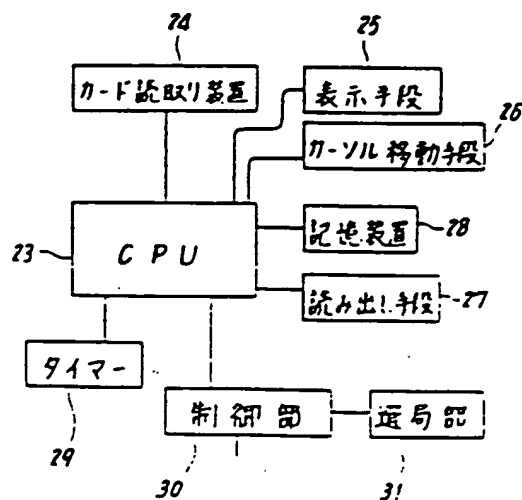 24
カード読取り装置
25
表示手段
26
カーソル移動手段
23
CPU
記憶装置
28
読み出し手段
27
タイマー
29
制御部
30
選局部
31